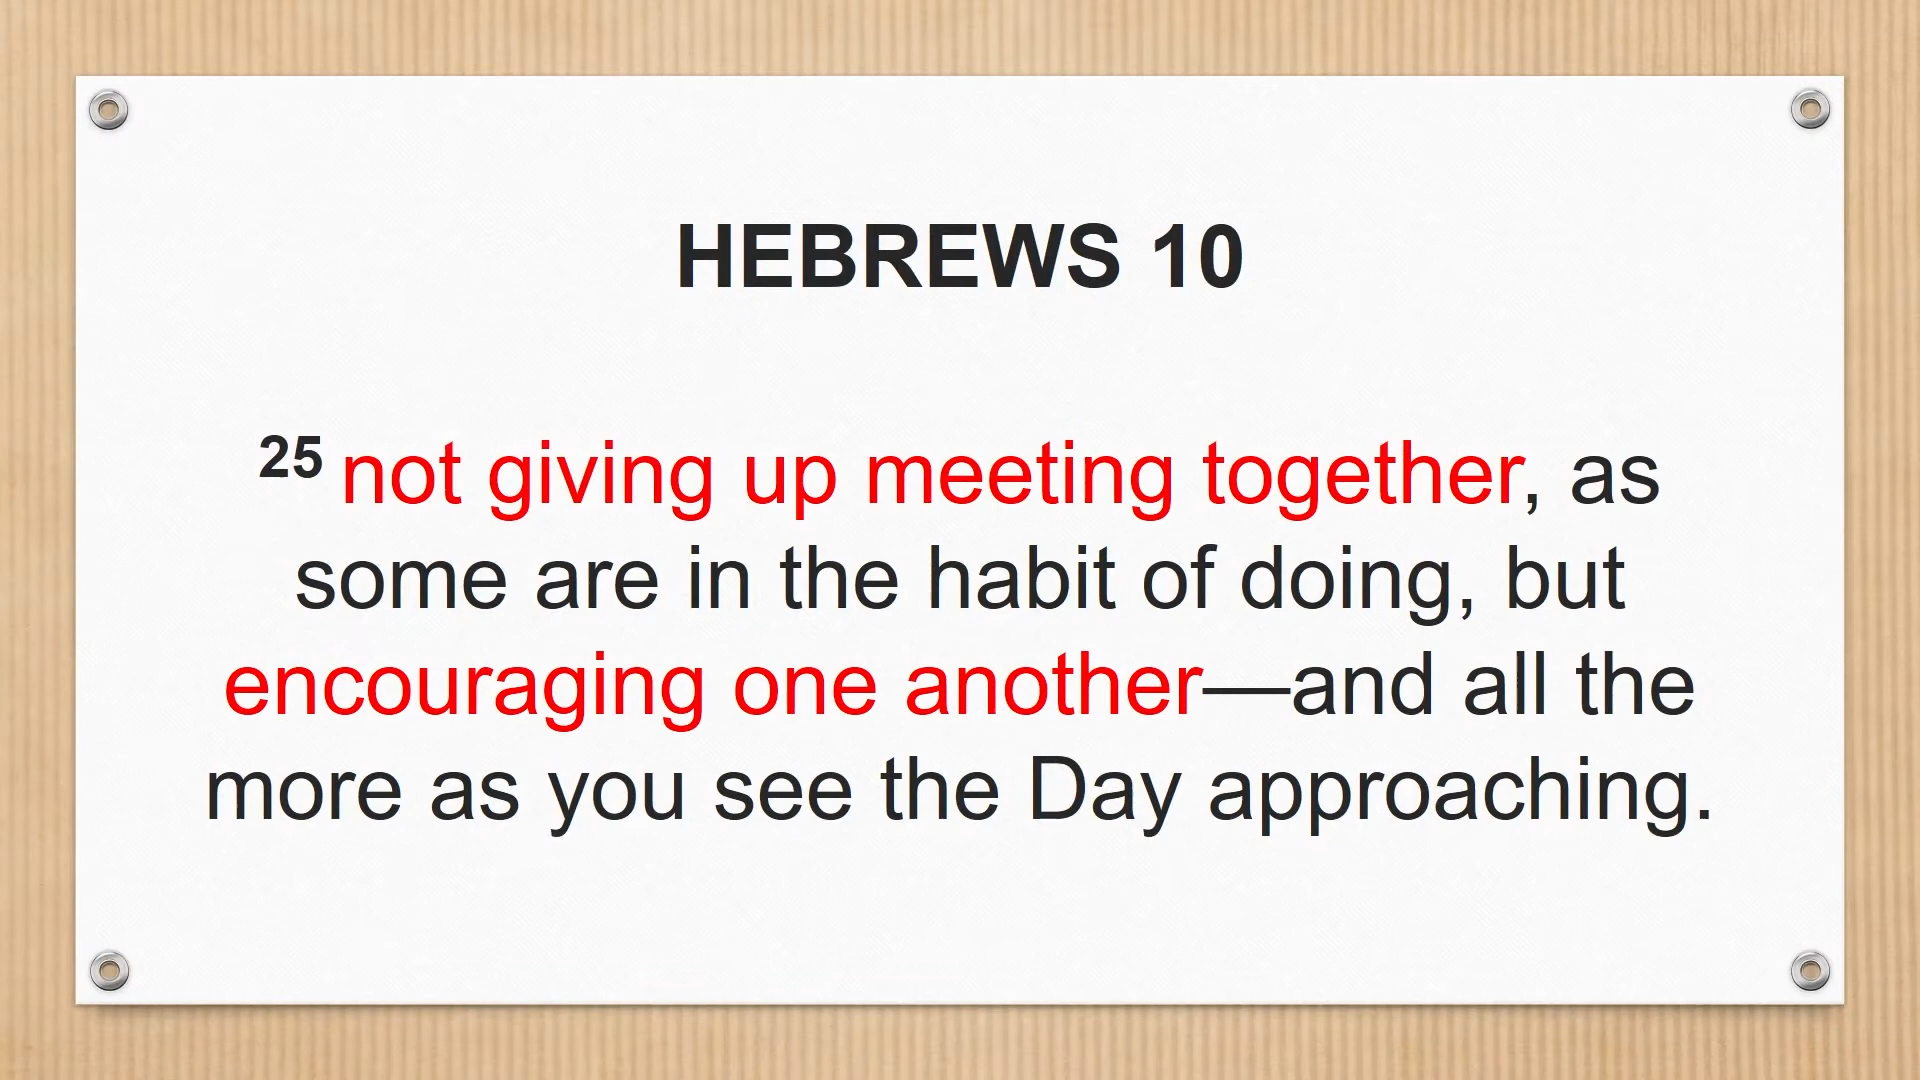 HEBREWS 10
25 not giving up meeting together, as
some are in the habit of doing, but
encouraging one another—and all the
more as you see the Day approaching.